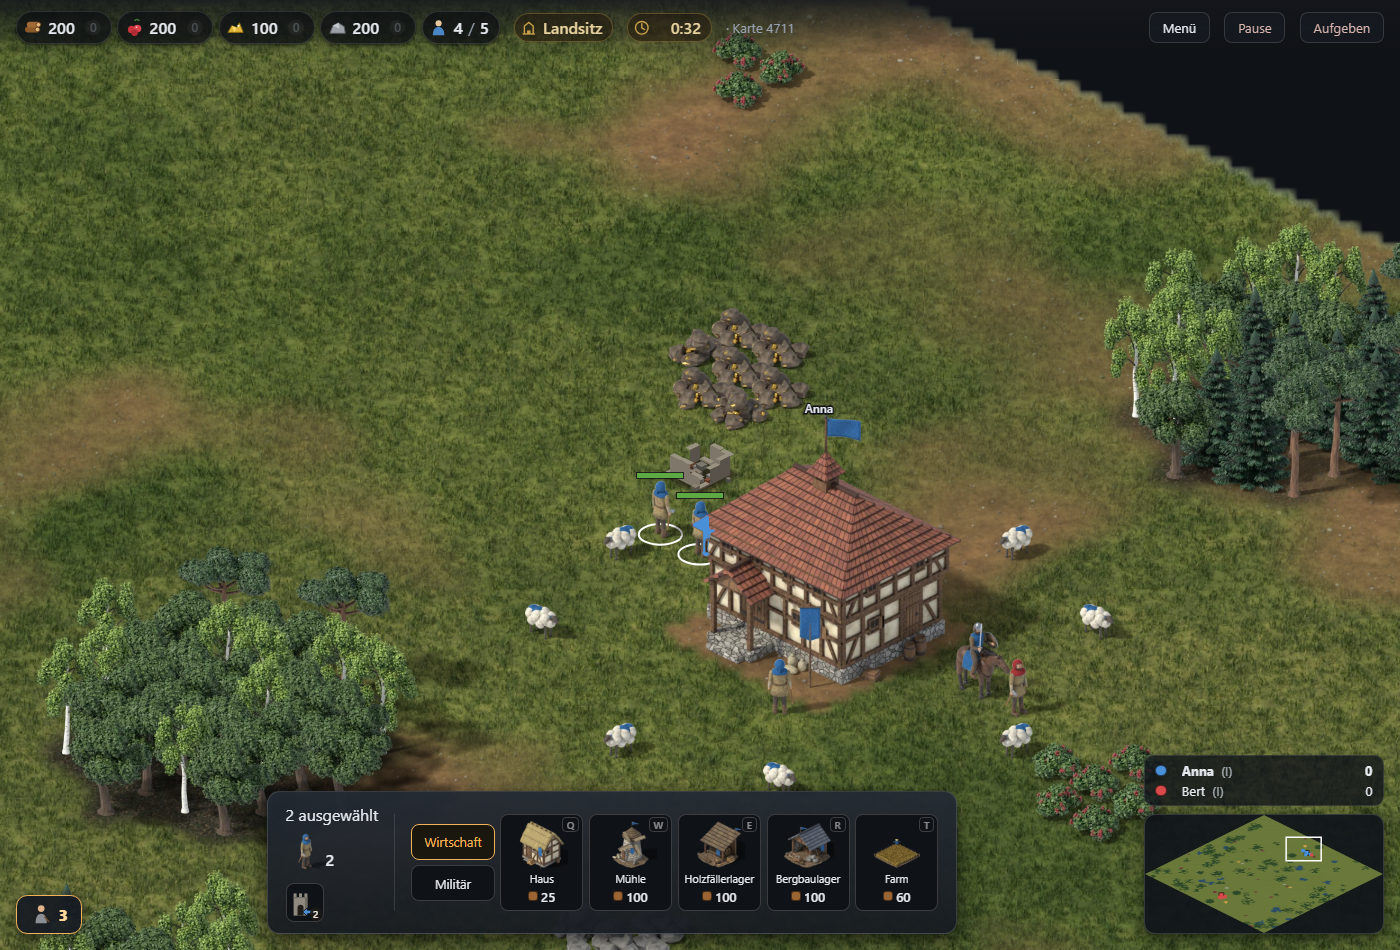 200 0
200 0
100 0
200 0
4 / 5
Landsitz
0:32
· Karte 4711
Menü
Pause
Aufgeben
Anna
Anna (I) 0
Bert (I) 0
2 ausgewählt
2
2
Wirtschaft
Militär
Q
Haus
25
W
Mühle
100
E
Holzfällerlager
100
R
Bergbaulager
100
T
Farm
60
3